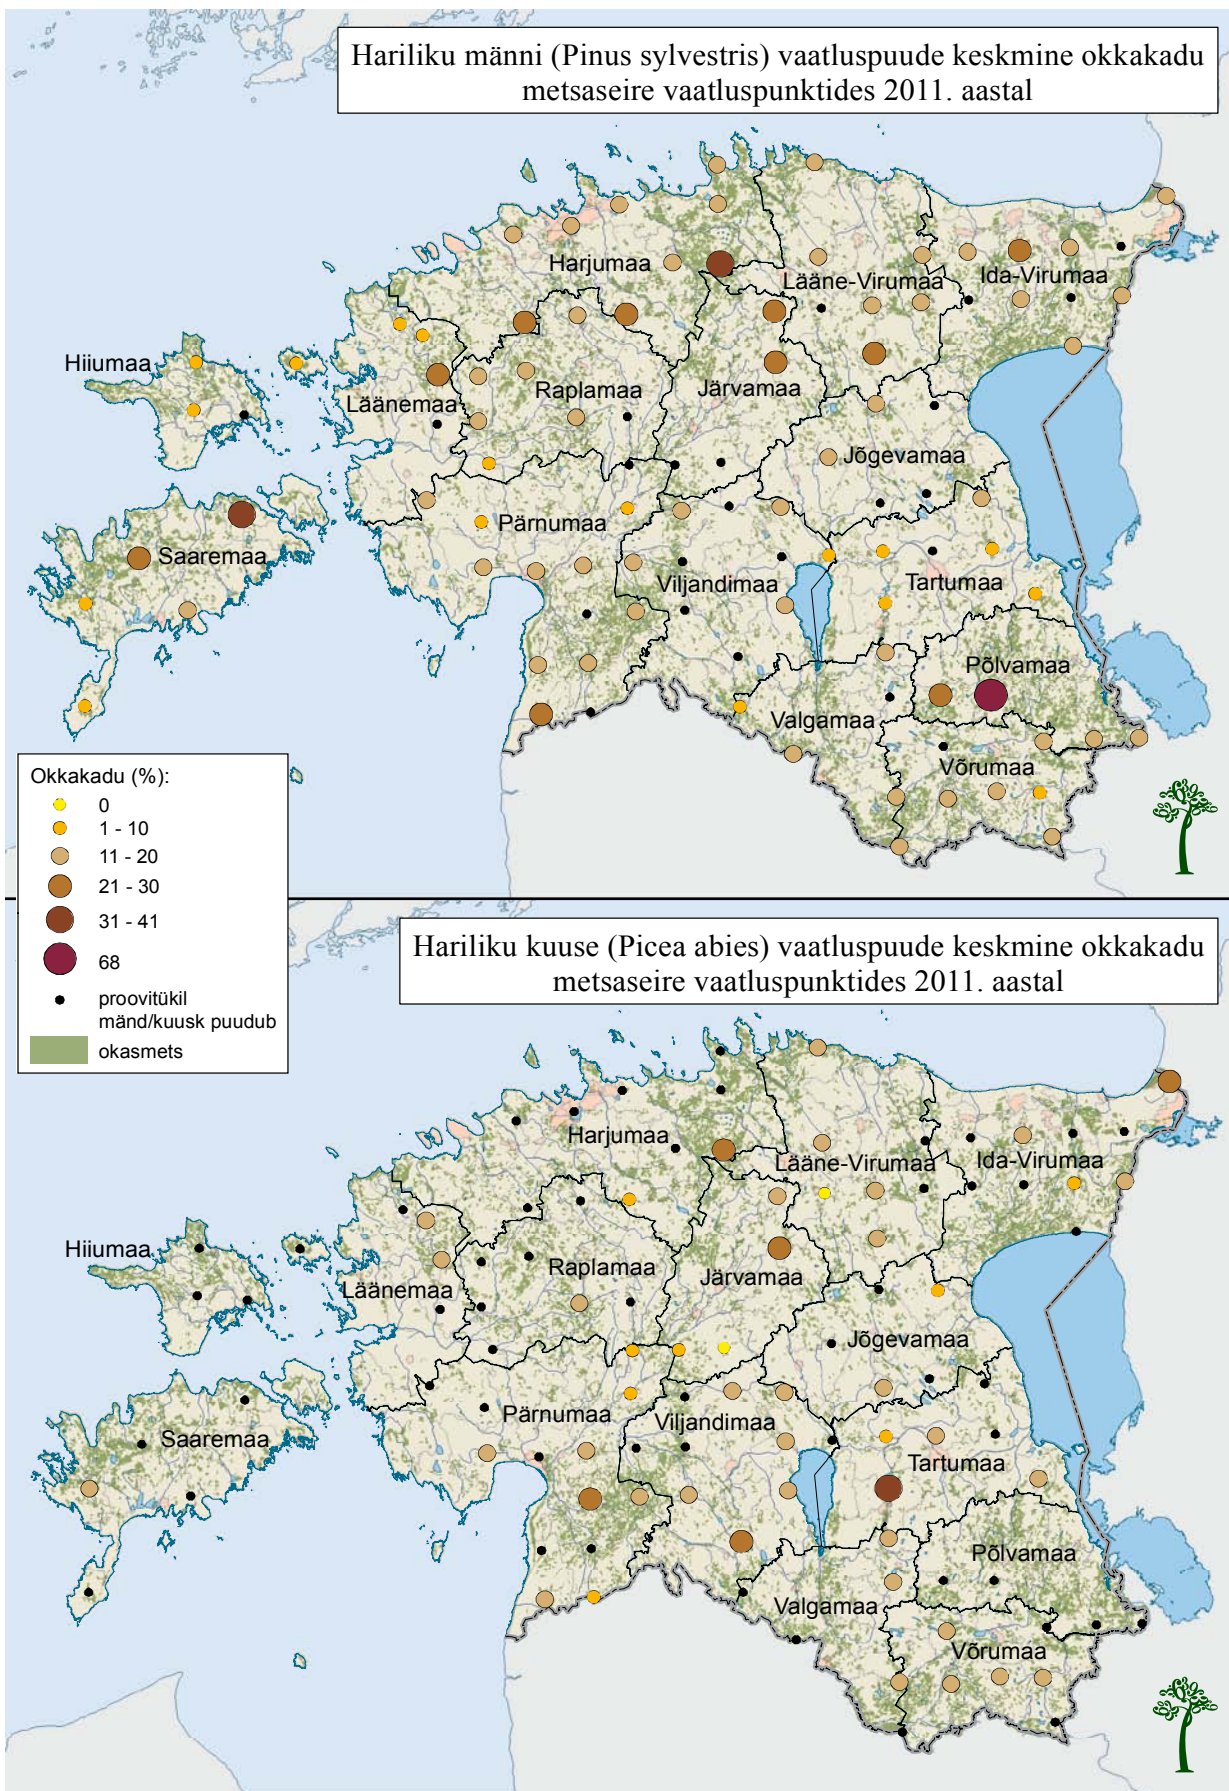 Hariliku männi (Pinus sylvestris) vaatluspuude keskmine okkakadu
metsaseire vaatluspunktides 2011. aastal
Harjumaa
Lääne-Virumaa
Ida-Virumaa
Hiiumaa
Läänemaa
Raplamaa
Järvamaa
Jõgevamaa
Pärnumaa
Saaremaa
Viljandimaa
Tartumaa
Põlvamaa
Valgamaa
Võrumaa
Okkakadu (%):
0
1 - 10
11 - 20
21 - 30
31 - 41
68
proovitükil
mänd/kuusk puudub
okasmets
Hariliku kuuse (Picea abies) vaatluspuude keskmine okkakadu
metsaseire vaatluspunktides 2011. aastal
Harjumaa
Lääne-Virumaa
Ida-Virumaa
Hiiumaa
Läänemaa
Raplamaa
Järvamaa
Jõgevamaa
Pärnumaa
Viljandimaa
Saaremaa
Tartumaa
Põlvamaa
Valgamaa
Võrumaa